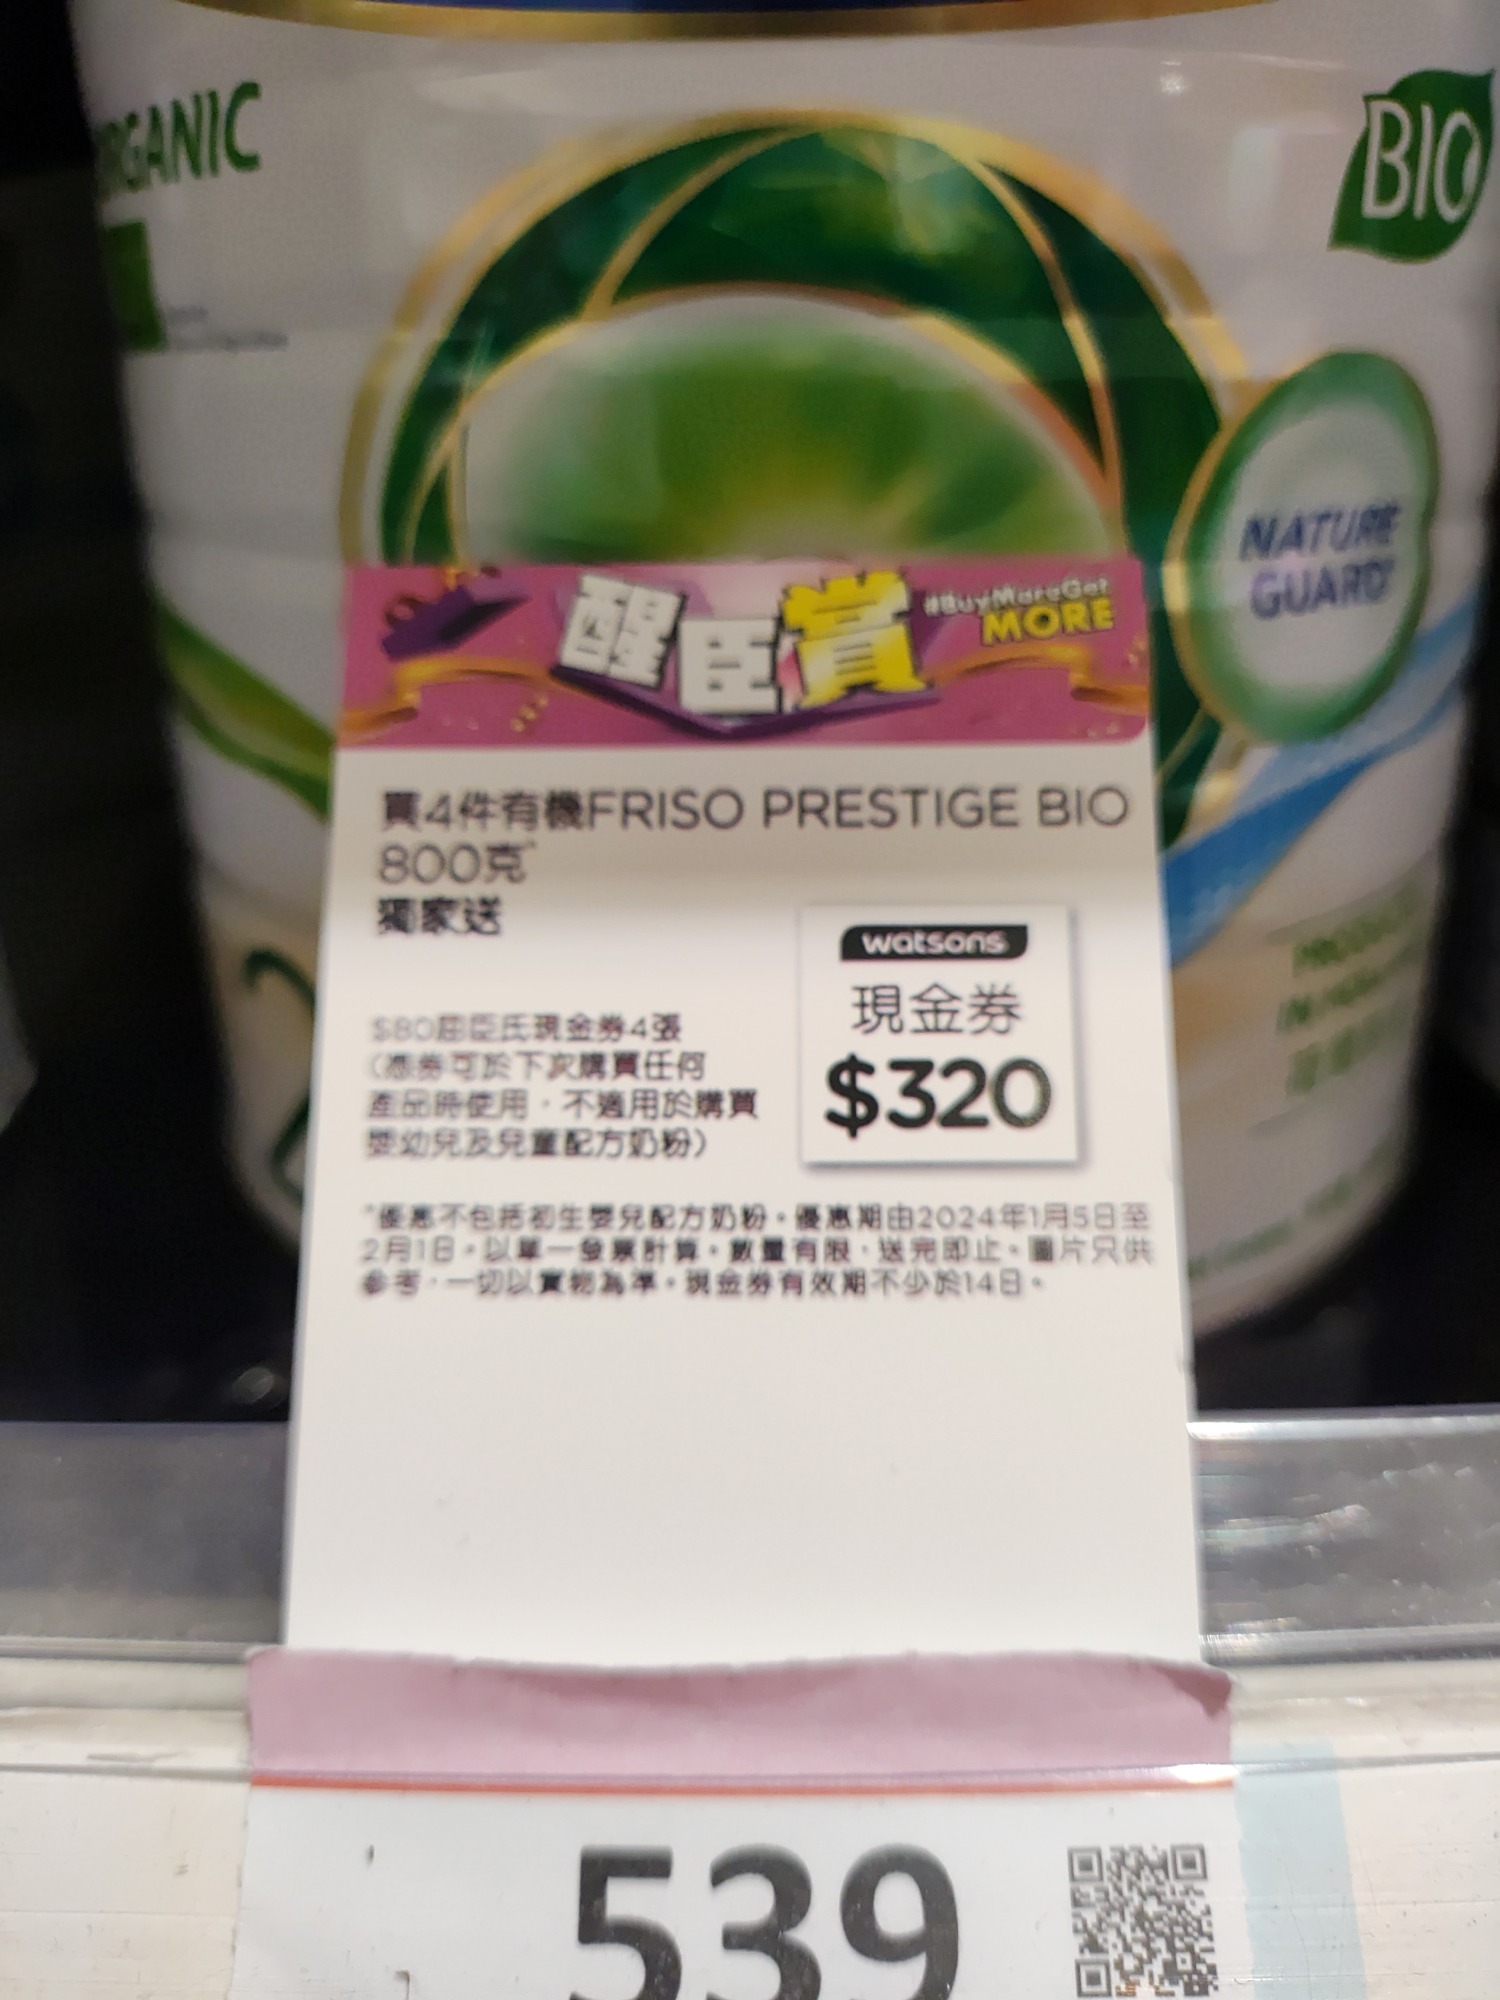 ORGANIC
BIO
NATURE
GUARD
臣賞
#BuyMoreGet
MORE
買4件有機FRISO PRESTIGE BIO
800克^
獨家送
watsons
現金券
$320
$80屈臣氏現金券4張
(憑券可於下次購買任何
產品時使用，不適用於購買
嬰幼兒及兒童配方奶粉)
^優惠不包括初生嬰兒配方奶粉。優惠期由2024年1月5日至
2月1日。以單一發票計算。數量有限，送完即止。圖片只供
參考，一切以實物為準。現金券有效期不少於14日。
539